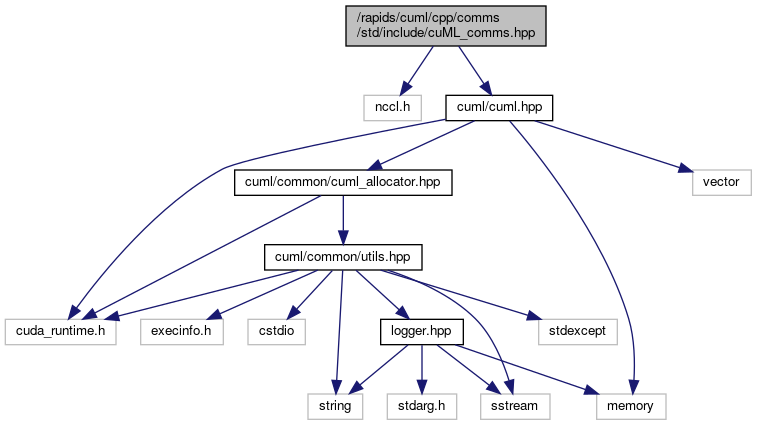 /rapids/cuml/cpp/comms
/std/include/cuML_comms.hpp
nccl.h
cuml/cuml.hpp
cuml/common/cuml_allocator.hpp
vector
cuml/common/utils.hpp
cuda_runtime.h
execinfo.h
cstdio
logger.hpp
stdexcept
string
stdarg.h
sstream
memory